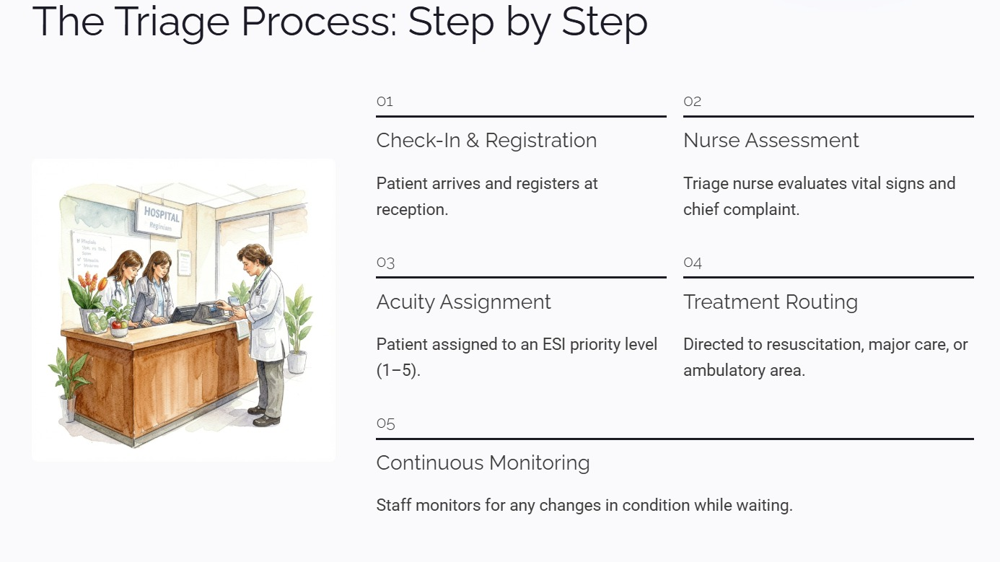 The Triage Process: Step by Step
HOSPITAL
Reginium
01
Check-In & Registration
Patient arrives and registers at
reception.
02
Nurse Assessment
Triage nurse evaluates vital signs and
chief complaint.
03
Acuity Assignment
Patient assigned to an ESI priority level
(1–5).
04
Treatment Routing
Directed to resuscitation, major care, or
ambulatory area.
05
Continuous Monitoring
Staff monitors for any changes in condition while waiting.